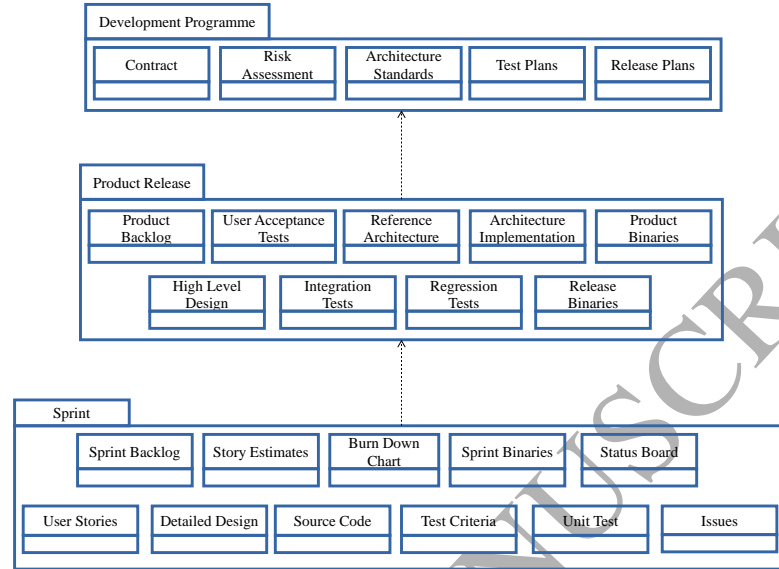 Development Programme
Contract
Risk
Assessment
Architecture
Standards
Test Plans
Release Plans
Product Release
Product
Backlog
User Acceptance
Tests
Reference
Architecture
Architecture
Implementation
Product
Binaries
High Level
Design
Integration
Tests
Regression
Tests
Release
Binaries
Sprint
Sprint Backlog
Story Estimates
Burn Down
Chart
Sprint Binaries
Status Board
User Stories
Detailed Design
Source Code
Test Criteria
Unit Test
Issues
NUSCRI